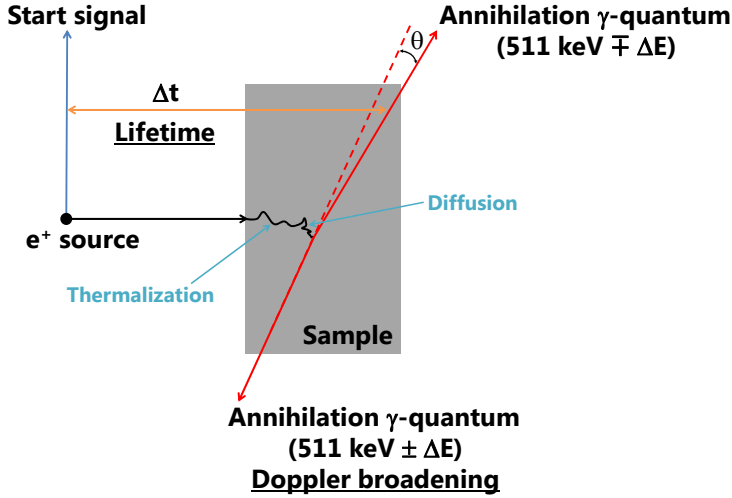 Start signal
Annihilation γ-quantum
(511 keV ∓ ΔE)
θ
Δt
Lifetime
Diffusion
e⁺ source
Thermalization
Sample
Annihilation γ-quantum
(511 keV ± ΔE)
Doppler broadening